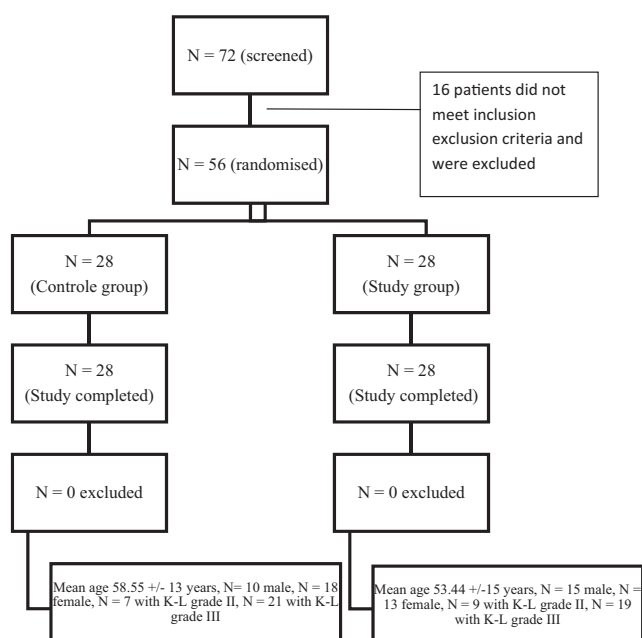 N = 72 (screened)
16 patients did not
meet inclusion
exclusion criteria and
were excluded
N = 56 (randomised)
N = 28
(Controle group)
N = 28
(Study group)
N = 28
(Study completed)
N = 28
(Study completed)
N = 0 excluded
N = 0 excluded
Mean age 58.55 +/- 13 years, N= 10 male, N = 18
female, N = 7 with K-L grade II, N = 21 with K-L
grade III
Mean age 53.44 +/-15 years, N = 15 male, N =
13 female, N = 9 with K-L grade II, N = 19
with K-L grade III